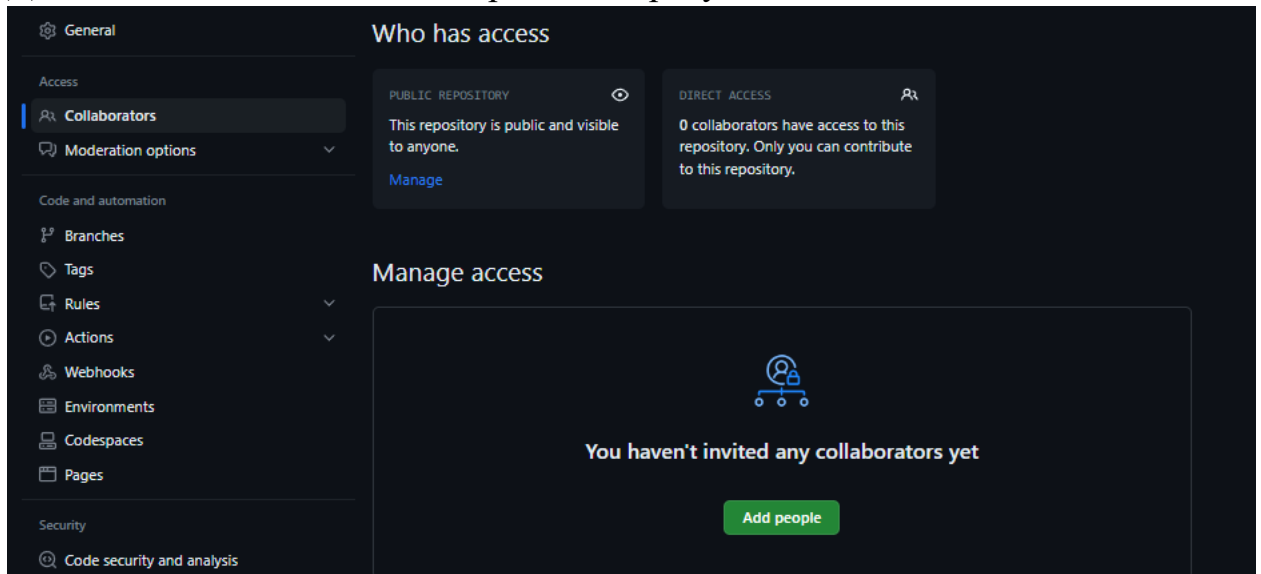 General
Access
Collaborators
Moderation options
Code and automation
Branches
Tags
Rules
Actions
Webhooks
Environments
Codespaces
Pages
Security
Code security and analysis
Who has access
PUBLIC REPOSITORY
This repository is public and visible
to anyone.
Manage
DIRECT ACCESS
0 collaborators have access to this
repository. Only you can contribute
to this repository.
Manage access
You haven't invited any collaborators yet
Add people